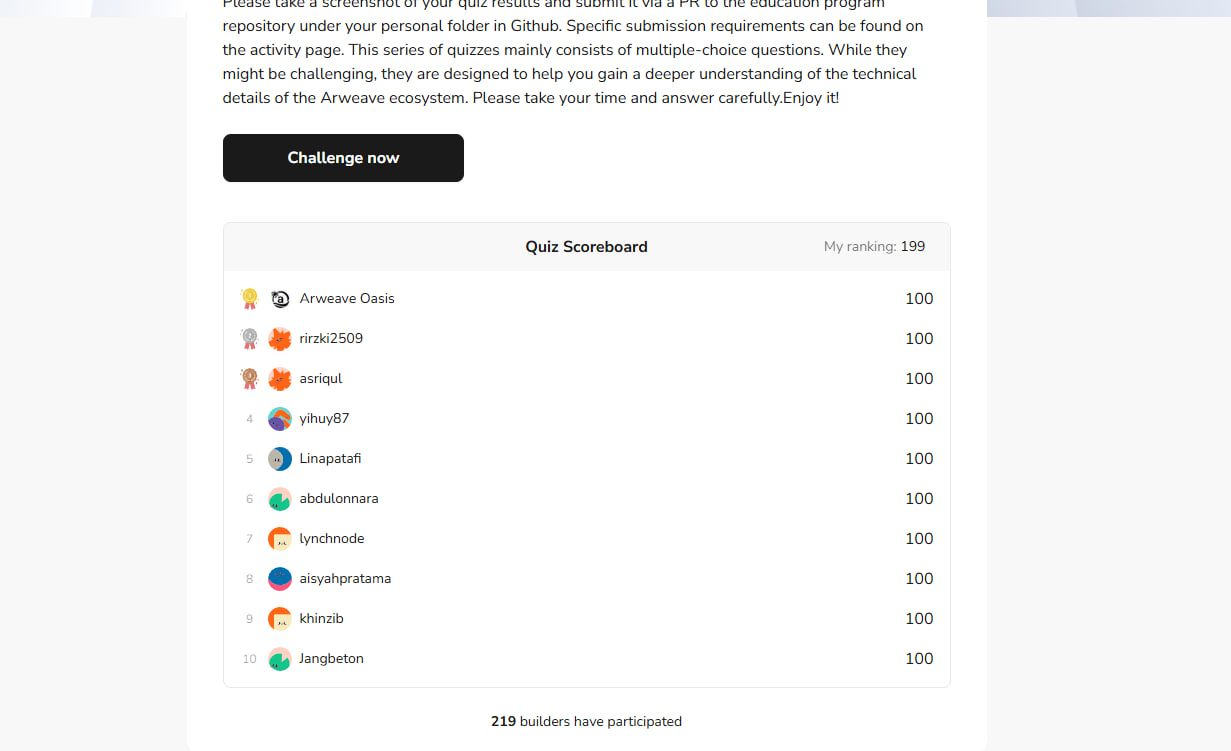 Please take a screenshot of your quiz results and submit it via a PR to the education program
repository under your personal folder in Github. Specific submission requirements can be found on
the activity page. This series of quizzes mainly consists of multiple-choice questions. While they
might be challenging, they are designed to help you gain a deeper understanding of the technical
details of the Arweave ecosystem. Please take your time and answer carefully.Enjoy it!
Challenge now
Quiz Scoreboard My ranking: 199
Arweave Oasis 100
rirzki2509 100
asriqul 100
4 yihuy87 100
5 Linapatafi 100
6 abdulonnara 100
7 lynchnode 100
8 aisyahpratama 100
9 khinzib 100
10 Jangbeton 100
219 builders have participated